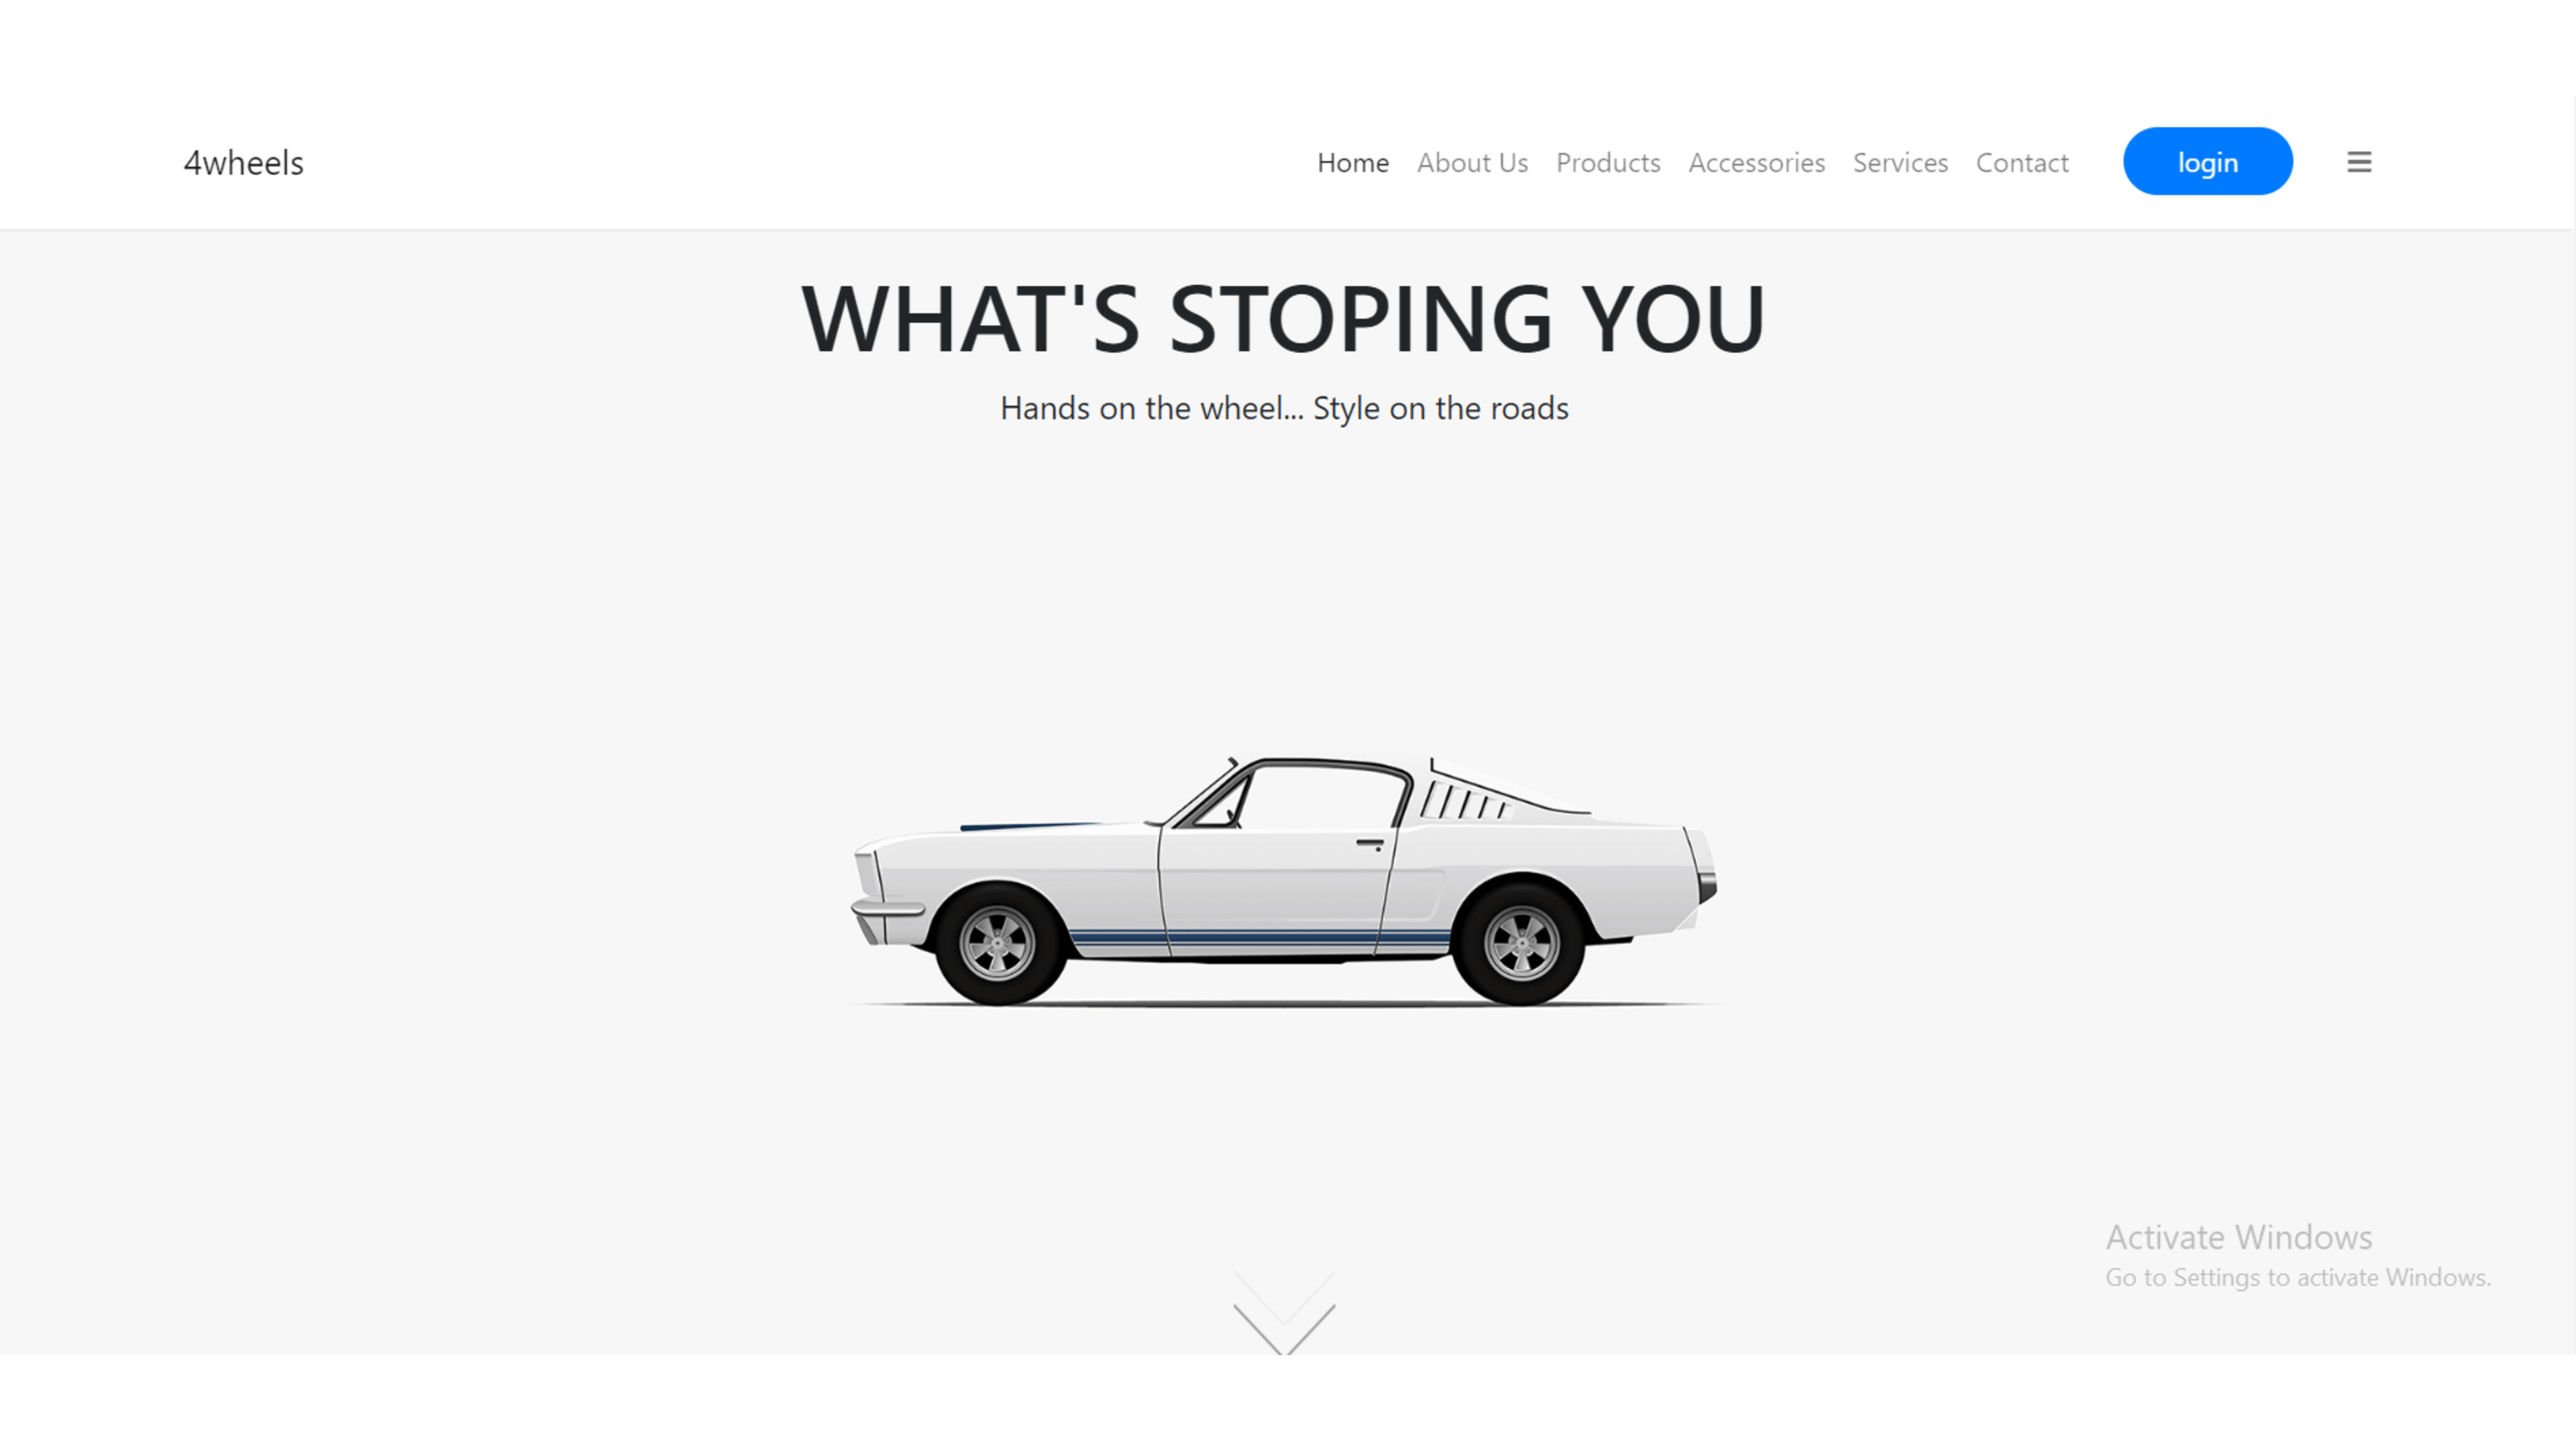 4wheels
Home About Us Products Accessories Services Contact login
WHAT'S STOPING YOU
Hands on the wheel... Style on the roads
Activate Windows
Go to Settings to activate Windows.